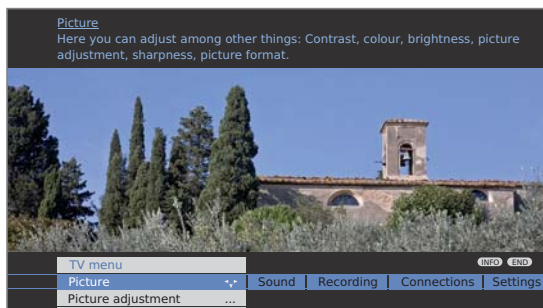 Picture
Here you can adjust among other things: Contrast, colour, brightness, picture
adjustment, sharpness, picture format.
TV menu
INFO END
Picture Sound Recording Connections Settings
Picture adjustment ...